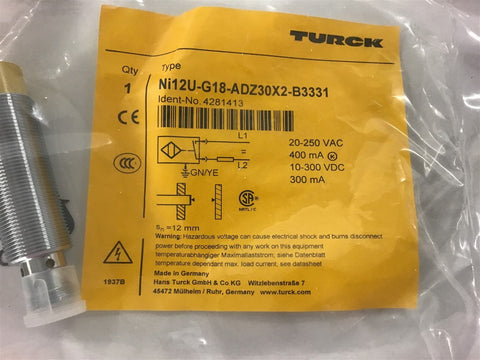 TURCK
Qty
Type
1
Ni12U-G18-ADZ30X2-B3331
Ident-No. 4281413
CE
CCC
L1
L2
GN/YE
20-250 VAC
400 mA K
10-300 VDC
300 mA
SA
NRTL / C
sn =12 mm
Warning: Hazardous voltage can cause electrical shock and burns disconnect
power before proceeding with any work on this equipment
temperaturabhängiger Maximallaststrom; siehe Datenblatt
temperature dependant max. load current, see datasheet
1937B
Made in Germany
Hans Turck GmbH & Co KG Witzlebenstraße 7
45472 Mülheim / Ruhr, Germany www.turck.com